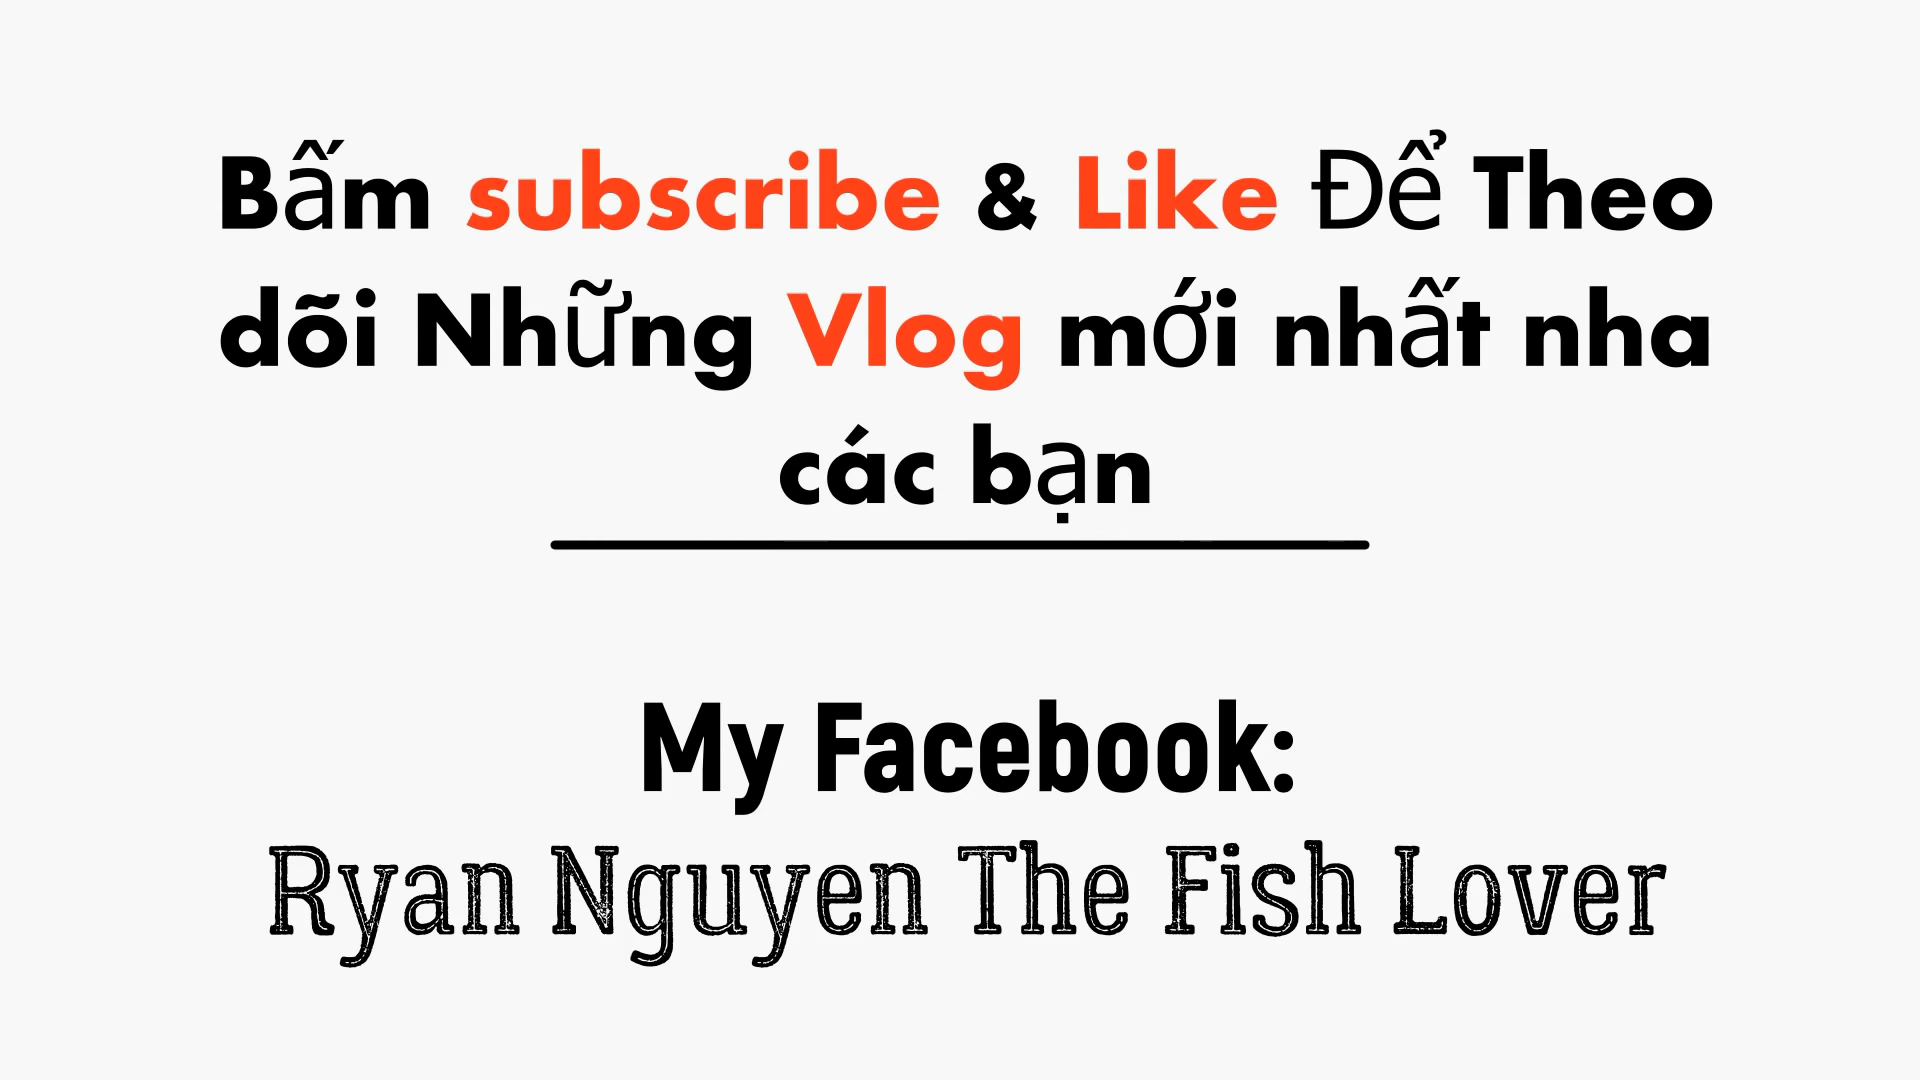 Bấm subscribe & Like Để Theo
dõi Những Vlog mới nhất nha
các bạn
My Facebook:
Ryan Nguyen The Fish Lover